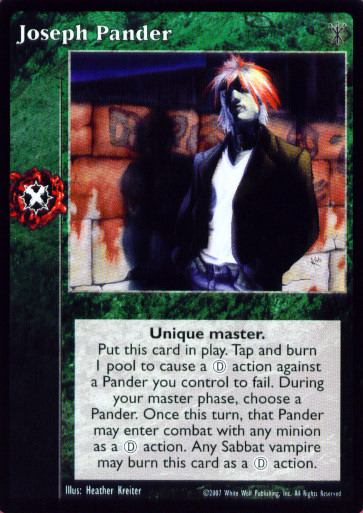 Joseph Pander
Unique master.
Put this card in play. Tap and burn
1 pool to cause a Ⓓ action against
a Pander you control to fail. During
your master phase, choose a
Pander. Once this turn, that Pander
may enter combat with any minion
as a Ⓓ action. Any Sabbat vampire
may burn this card as a Ⓓ action.
Illus: Heather Kreiter
©2007 White Wolf Publishing, Inc. All Rights Reserved